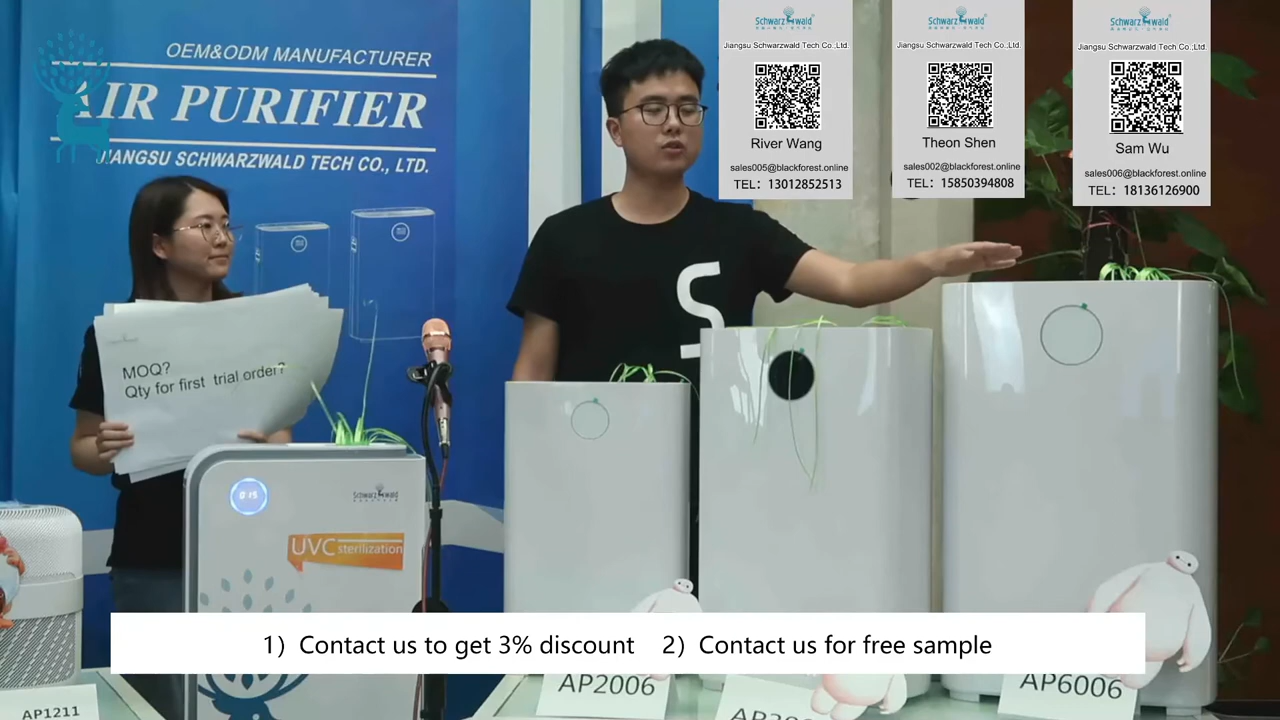 OEM&ODM MANUFACTURER
AIR PURIFIER
JIANGSU SCHWARZWALD TECH CO., LTD.
Schwarzwald
Jiangsu Schwarzwald Tech Co.,Ltd.
River Wang
sales005@blackforest.online
TEL: 13012852513
Schwarzwald
Jiangsu Schwarzwald Tech Co.,Ltd.
Theon Shen
sales002@blackforest.online
TEL: 15850394808
Schwarzwald
Jiangsu Schwarzwald Tech Co.,Ltd.
Sam Wu
sales006@blackforest.online
TEL: 18136126900
S
MOQ?
Qty for first trial order?
015
Schwarzwald
UVC sterilization
1) Contact us to get 3% discount 2) Contact us for free sample
AP1211
AP2006
AP6006